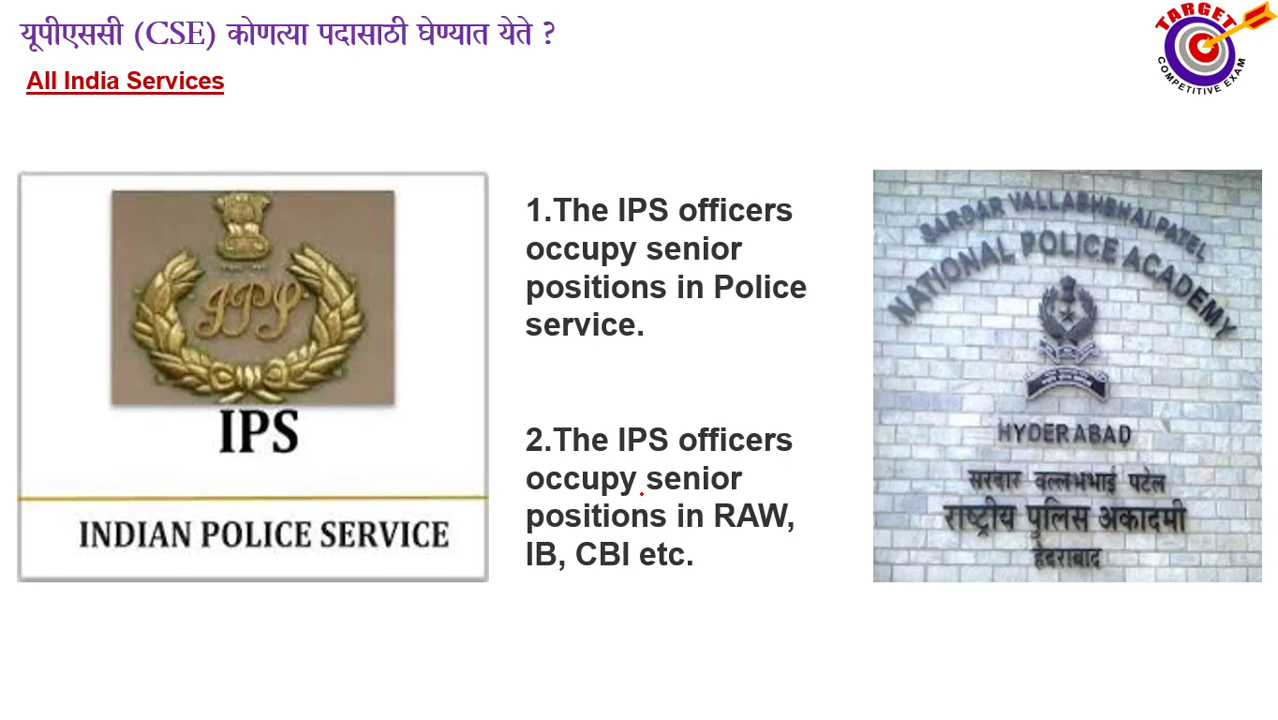 यूपीएससी (CSE) कोणत्या पदासाठी घेण्यात येते ?
All India Services
TARGET
COMPETITIVE EXAM
IPS
IPS
INDIAN POLICE SERVICE
1.The IPS officers
occupy senior
positions in Police
service.
2.The IPS officers
occupy senior
positions in RAW,
IB, CBI etc.
SARDAR VALLABHBHAI PATEL
NATIONAL POLICE ACADEMY
HYDERABAD
सरदार वल्लभभाई पटेल
राष्ट्रीय पुलिस अकादमी
हैदराबाद